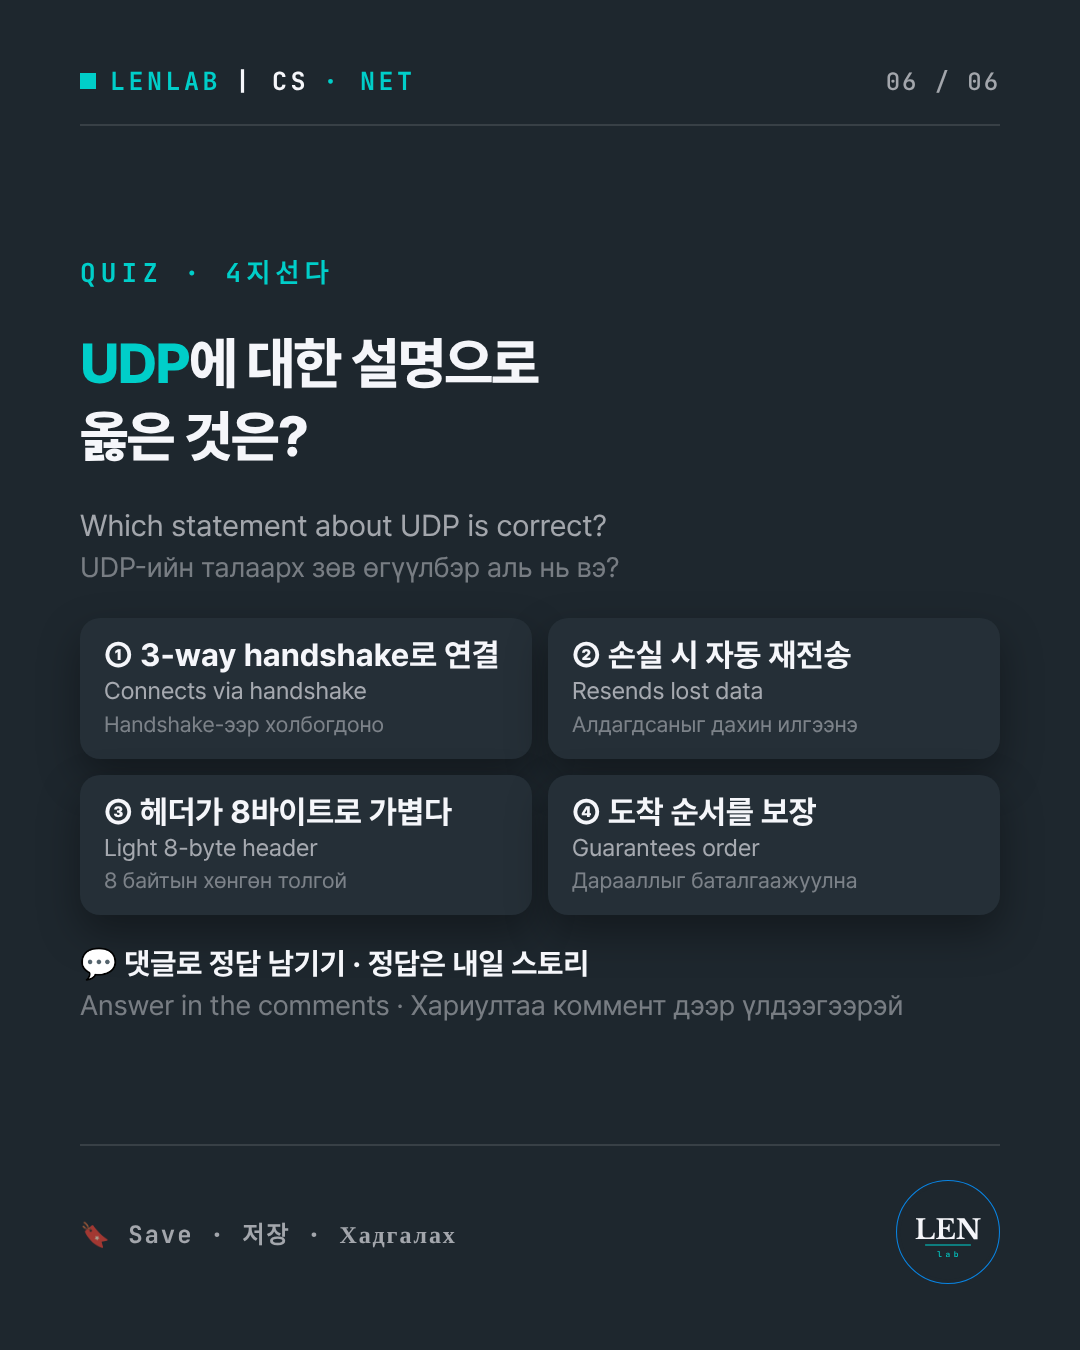 LENLAB | CS · NET
06 / 06
QUIZ · 4지선다
UDP에 대한 설명으로
옳은 것은?
Which statement about UDP is correct?
UDP-ийн талаарх зөв өгүүлбэр аль нь вэ?
① 3-way handshake로 연결
Connects via handshake
Handshake-ээр холбогдоно
② 손실 시 자동 재전송
Resends lost data
Алдагдсаныг дахин илгээнэ
③ 헤더가 8바이트로 가볍다
Light 8-byte header
8 байтын хөнгөн толгой
④ 도착 순서를 보장
Guarantees order
Дарааллыг баталгаажуулна
💬 댓글로 정답 남기기 · 정답은 내일 스토리
Answer in the comments · Хариултаа коммент дээр үлдээгээрэй
🔖 Save · 저장 · Хадгалах
LEN
lab